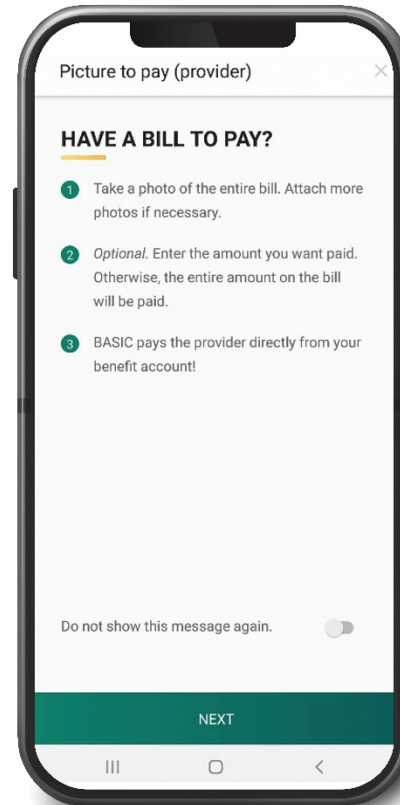 Picture to pay (provider)
HAVE A BILL TO PAY?
1 Take a photo of the entire bill. Attach more
photos if necessary.
2 Optional. Enter the amount you want paid.
Otherwise, the entire amount on the bill
will be paid.
3 BASIC pays the provider directly from your
benefit account!
Do not show this message again.
NEXT